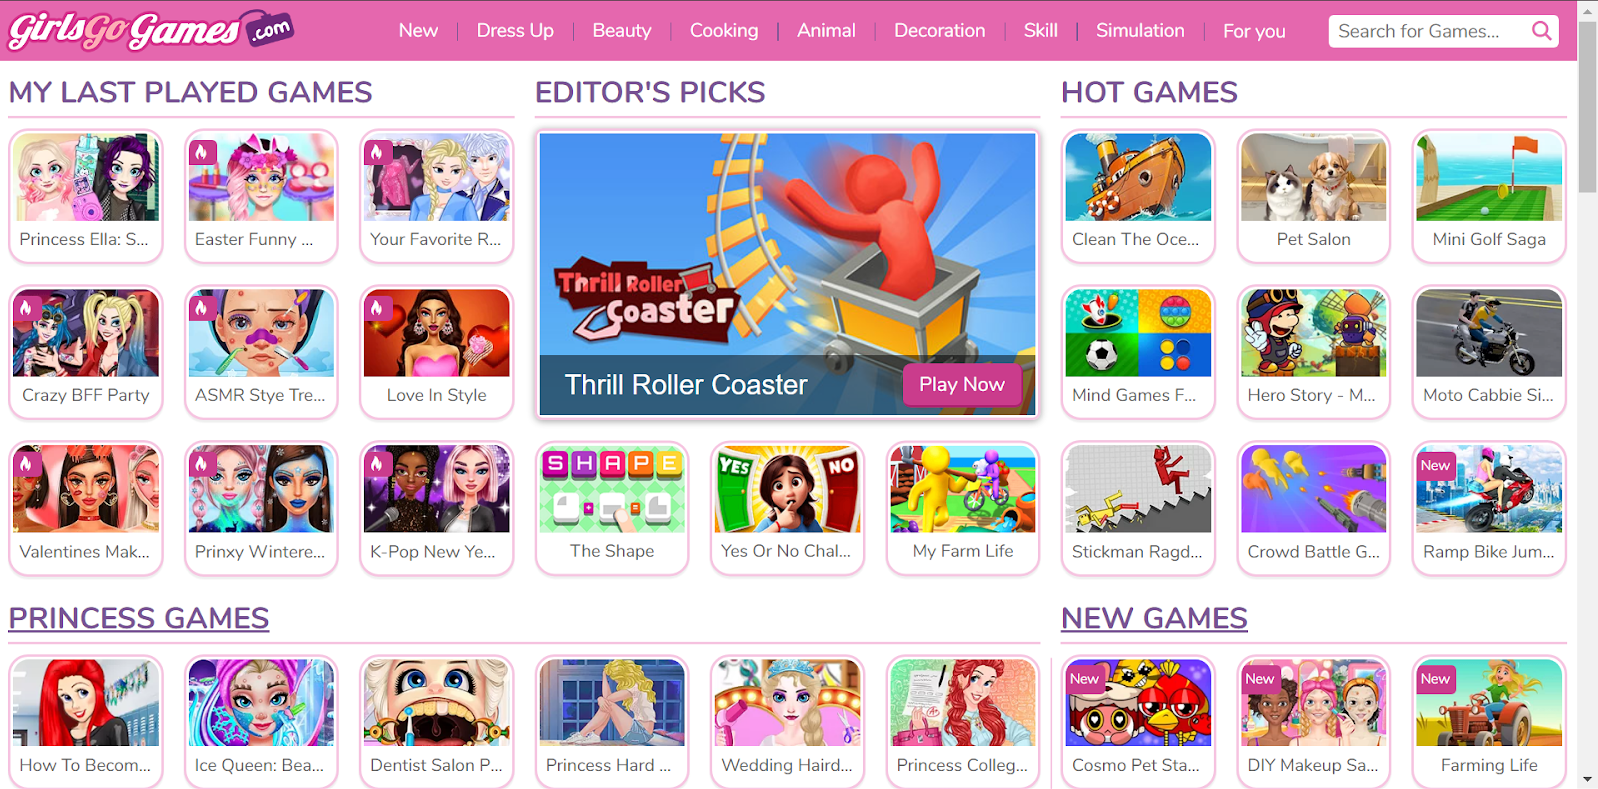 GirlsGoGames.com
New
Dress Up
Beauty
Cooking
Animal
Decoration
Skill
Simulation
For you
Search for Games...
MY LAST PLAYED GAMES
Princess Ella: S...
Easter Funny ...
Your Favorite R...
Crazy BFF Party
ASMR Stye Tre...
Love In Style
Valentines Mak...
Prinxy Wintere...
K-Pop New Ye...
EDITOR'S PICKS
Thrill Roller
Coaster
Thrill Roller Coaster
Play Now
SHAPE
The Shape
YES
NO
Yes Or No Chal...
My Farm Life
HOT GAMES
Clean The Oce...
Pet Salon
Mini Golf Saga
Mind Games F...
Hero Story - M...
Moto Cabbie Si...
Stickman Ragd...
Crowd Battle G...
New
Ramp Bike Jum...
PRINCESS GAMES
How To Becom...
Ice Queen: Bea...
Dentist Salon P...
Princess Hard ...
Wedding Haird...
A+
Princess Colleg...
NEW GAMES
New
Cosmo Pet Sta...
New
DIY Makeup Sa...
New
Farming Life